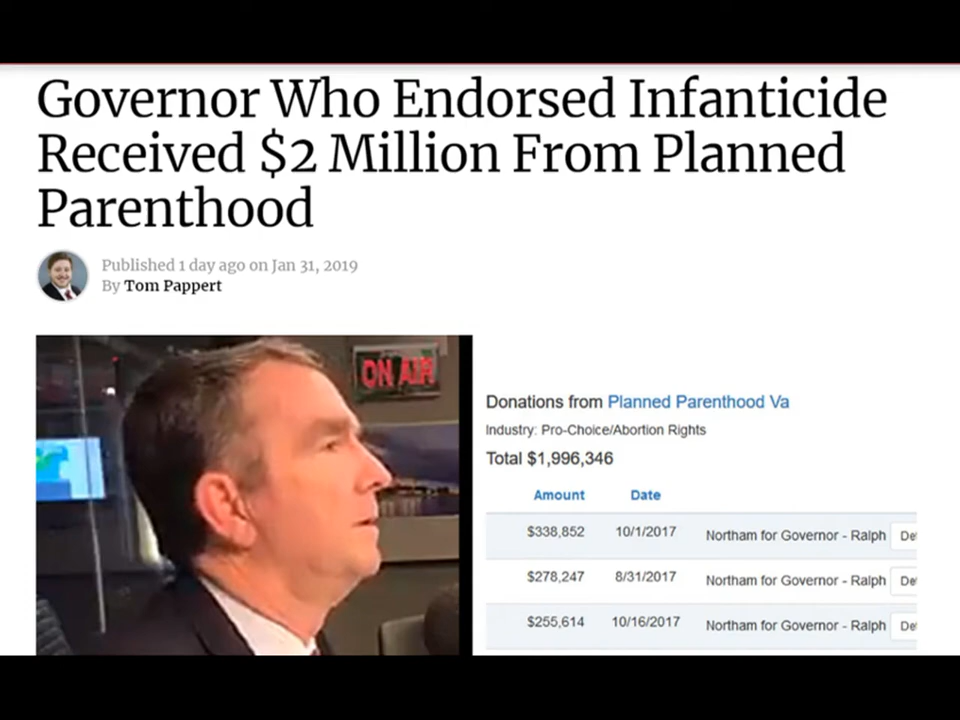 Governor Who Endorsed Infanticide
Received $2 Million From Planned
Parenthood
Published 1 day ago on Jan 31, 2019
By Tom Pappert
ON AIR
Donations from Planned Parenthood Va
Industry: Pro-Choice/Abortion Rights
Total $1,996,346
Amount Date
$338,852 10/1/2017 Northam for Governor - Ralph De
$278,247 8/31/2017 Northam for Governor - Ralph De
$255,614 10/16/2017 Northam for Governor - Ralph De